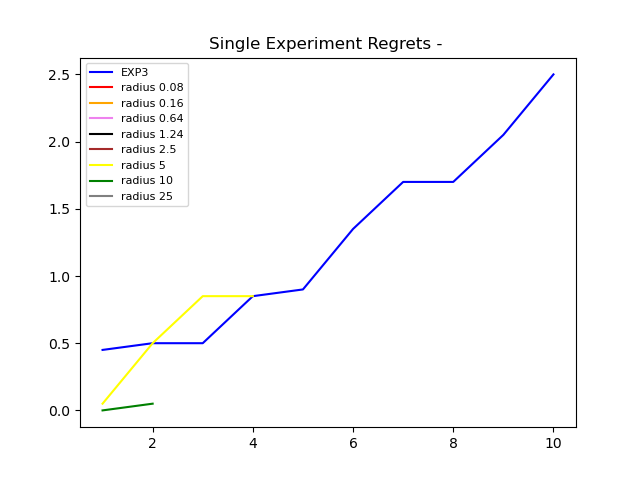 Single Experiment Regrets -
EXP3
radius 0.08
radius 0.16
radius 0.64
radius 1.24
radius 2.5
radius 5
radius 10
radius 25
2.5
2.0
1.5
1.0
0.5
0.0
2 4 6 8 10